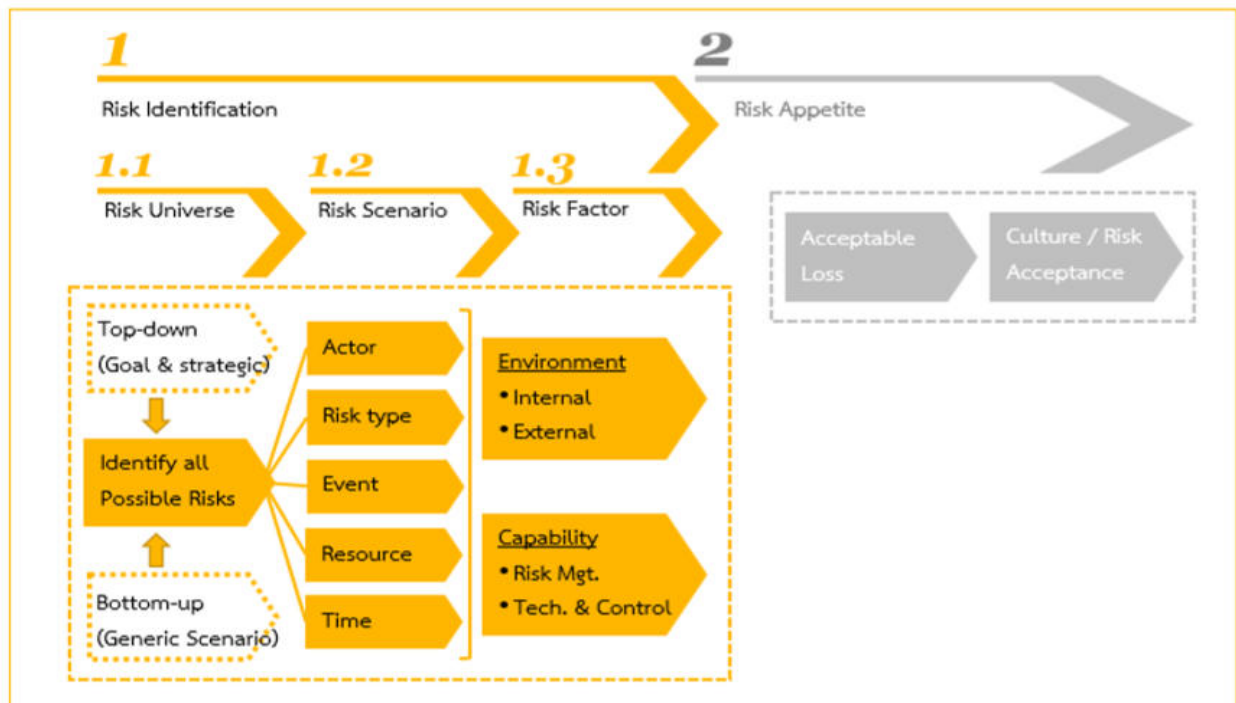 1
Risk Identification
2
Risk Appetite
1.1
Risk Universe
1.2
Risk Scenario
1.3
Risk Factor
Top-down
(Goal & strategic)
Identify all
Possible Risks
Bottom-up
(Generic Scenario)
Actor
Risk type
Event
Resource
Time
Environment
• Internal
• External
Capability
• Risk Mgt.
• Tech. & Control
Acceptable
Loss
Culture / Risk
Acceptance